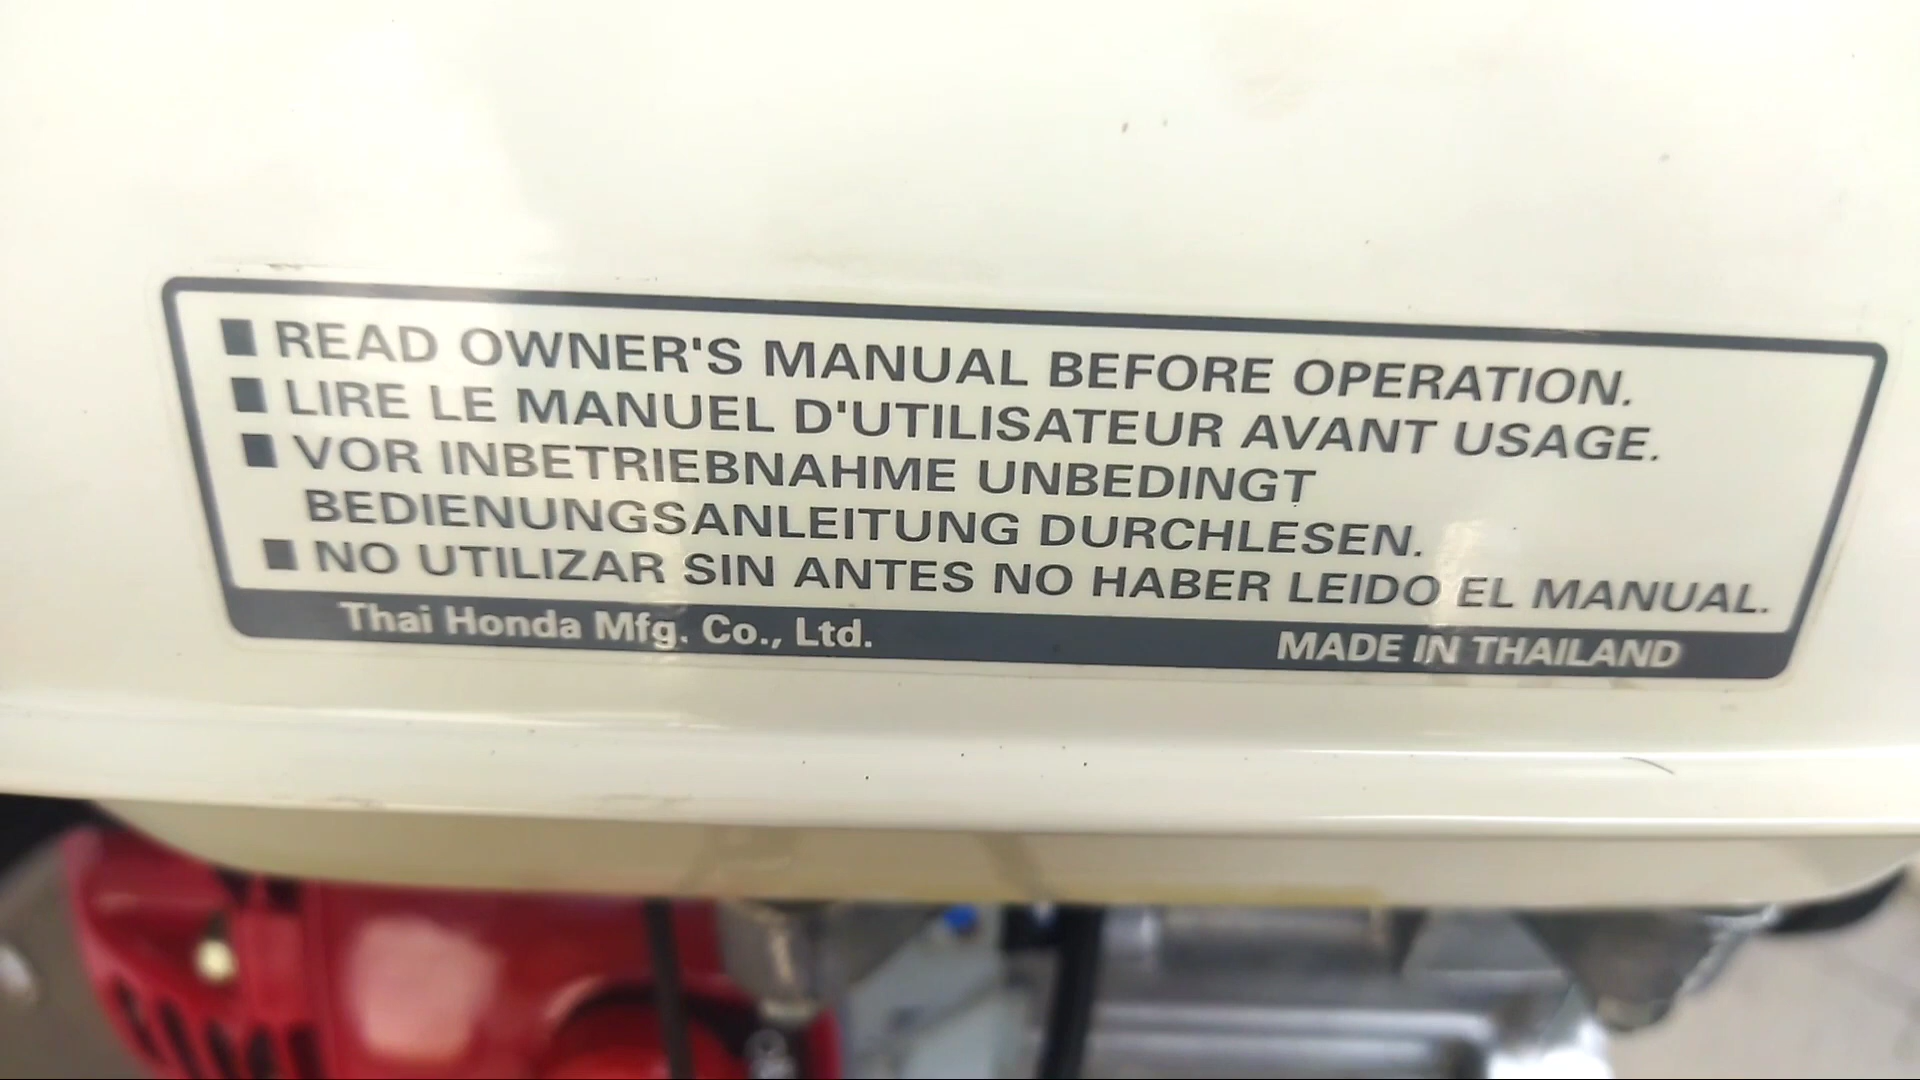 ■ READ OWNER'S MANUAL BEFORE OPERATION.
■ LIRE LE MANUEL D'UTILISATEUR AVANT USAGE.
■ VOR INBETRIEBNAHME UNBEDINGT
BEDIENUNGSANLEITUNG DURCHLESEN.
■ NO UTILIZAR SIN ANTES NO HABER LEIDO EL MANUAL.
Thai Honda Mfg. Co., Ltd. MADE IN THAILAND